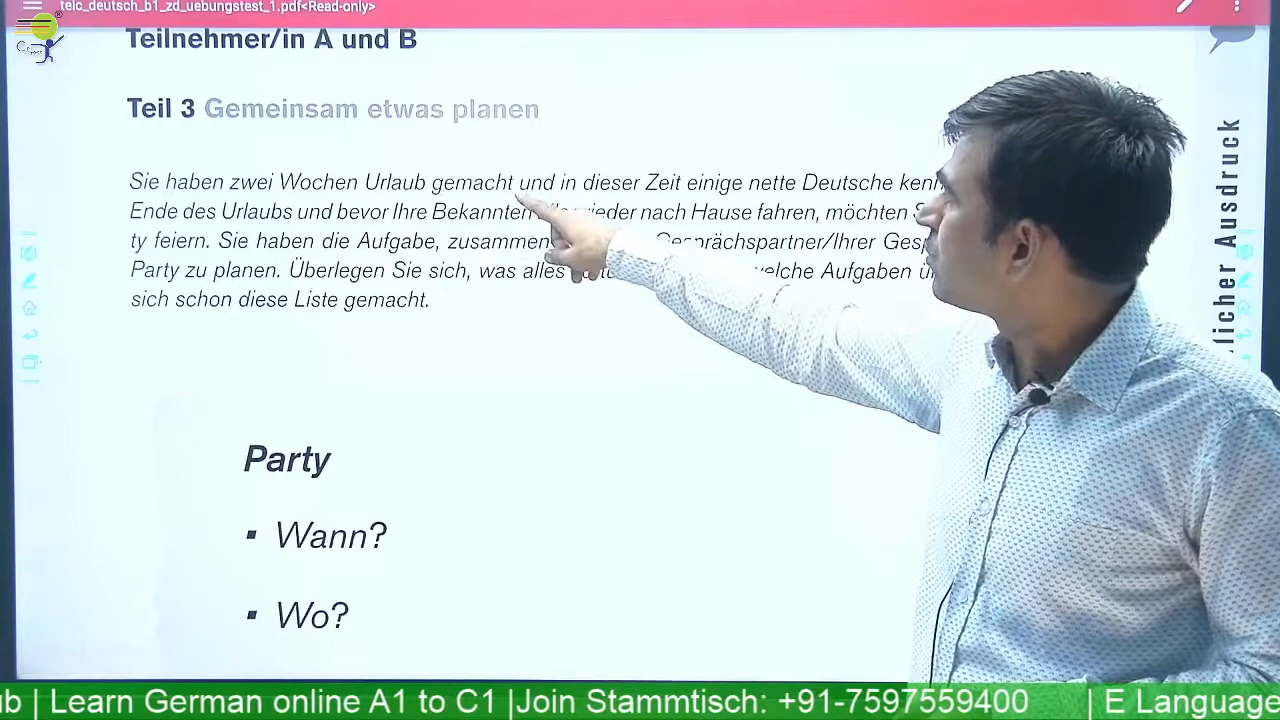 telc_deutsch_b1_zd_uebungstest_1.pdf<Read-only>
Teilnehmer/in A und B
Teil 3 Gemeinsam etwas planen
Sie haben zwei Wochen Urlaub gemacht und in dieser Zeit einige nette Deutsche
Ende des Urlaubs und bevor Ihre Bekannten wieder nach Hause fahren, möchten
ty feiern. Sie haben die Aufgabe, zusammen Gesprächspartner/Ihrer
Party zu planen. Überlegen Sie sich, was alles welche Aufgaben
sich schon diese Liste gemacht.
Party
▪ Wann?
▪ Wo?
licher Ausdruck
ub | Learn German online A1 to C1 |Join Stammtisch: +91-7597559400 | E Language